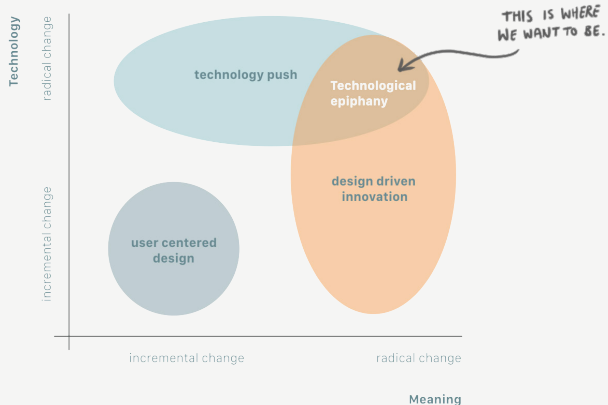 THIS IS WHERE
WE WANT TO BE.
Technology
radical change
incremental change
technology push
Technological
epiphany
design driven
innovation
user centered
design
incremental change
radical change
Meaning